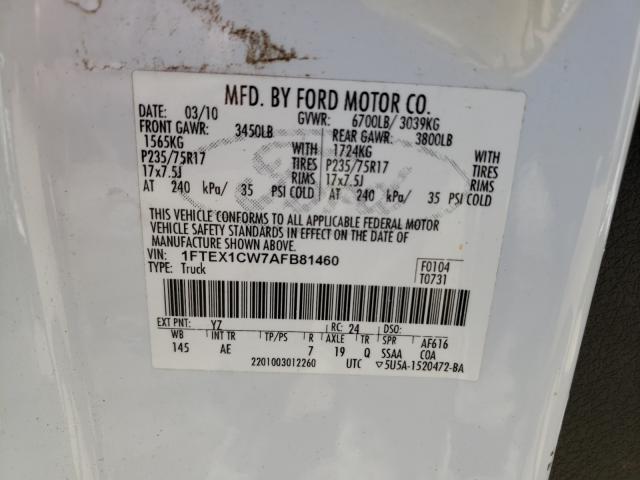 MFD. BY FORD MOTOR CO.
DATE: 03/10 GVWR: 6700LB/ 3039KG
FRONT GAWR: 3450LB REAR GAWR: 3800LB
1565KG WITH 1724KG WITH
P235/75R17 TIRES P235/75R17 TIRES
17x7.5J RIMS 17x7.5J RIMS
AT 240 kPa/ 35 PSI COLD AT 240 kPa/ 35 PSI COLD
THIS VEHICLE CONFORMS TO ALL APPLICABLE FEDERAL MOTOR
VEHICLE SAFETY STANDARDS IN EFFECT ON THE DATE OF
MANUFACTURE SHOWN ABOVE.
VIN: 1FTEX1CW7AFB81460 F0104
TYPE: Truck T0731
EXT PNT: YZ RC: 24 DSO:
WB INT TR TP/PS R AXLE TR SPR AF616
145 AE 7 19 Q SSAA COA
2201003012260 UTC ▽5U5A-1520472-BA